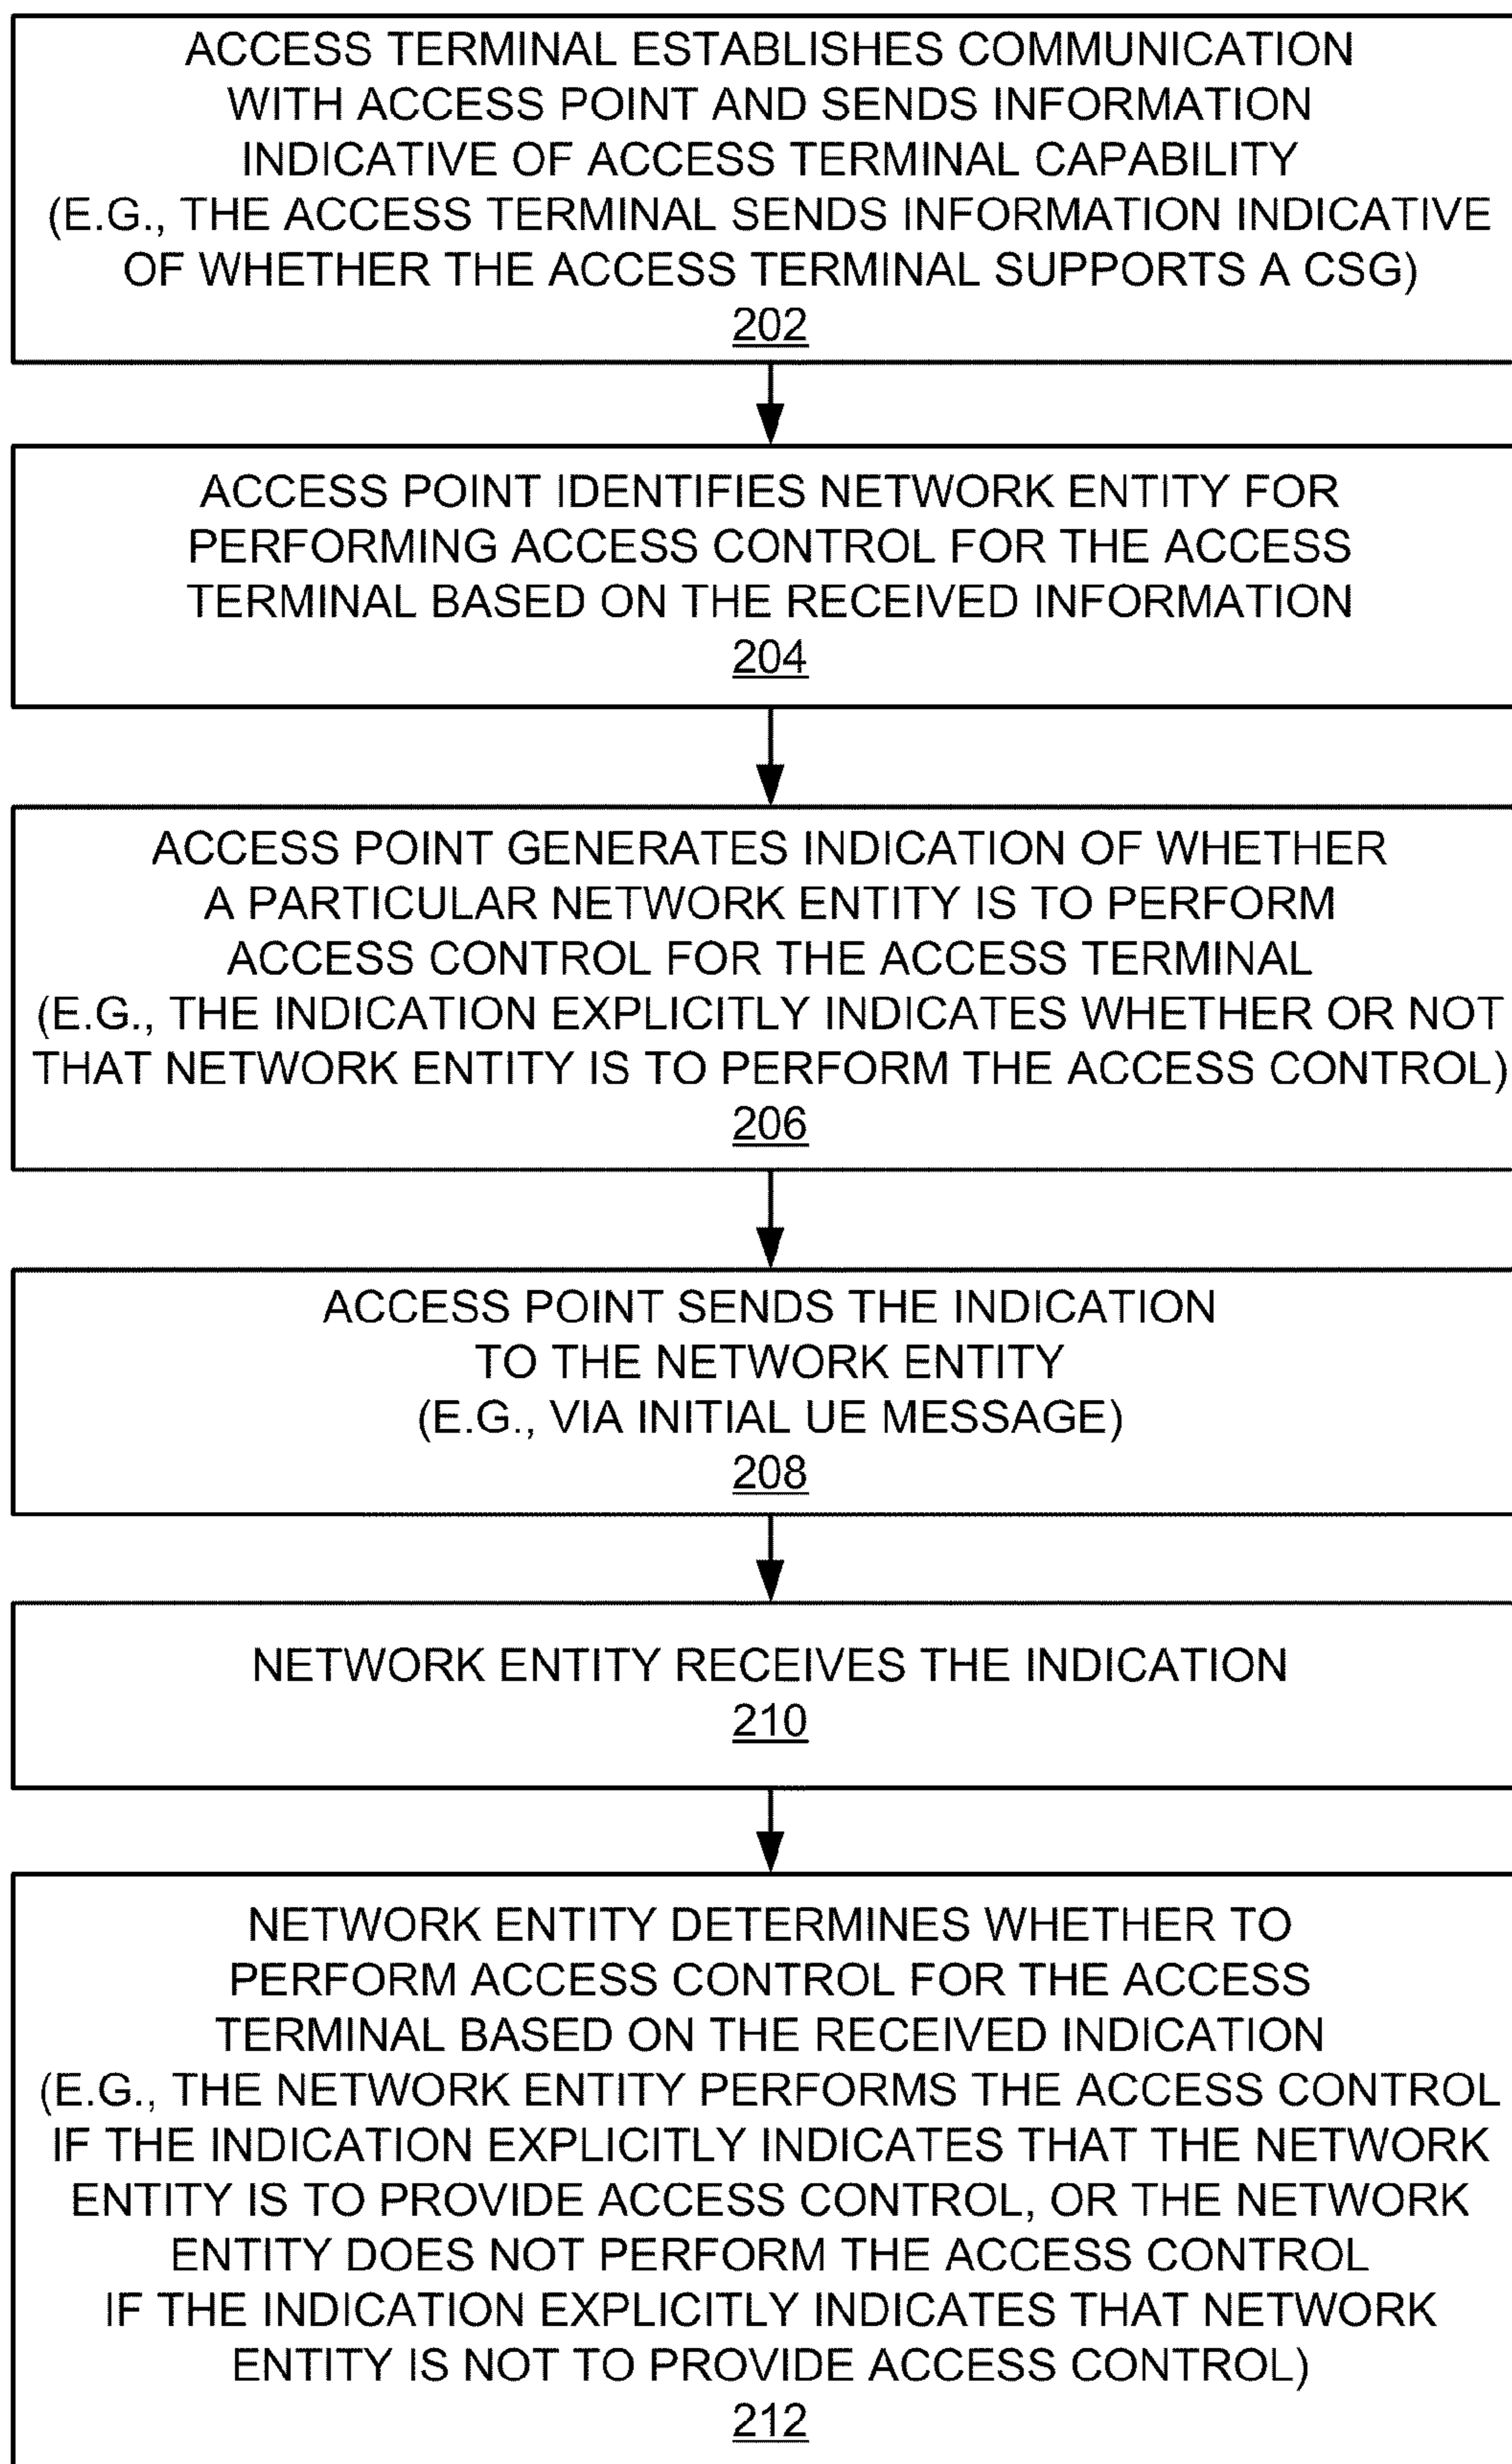 ACCESS TERMINAL ESTABLISHES COMMUNICATION
WITH ACCESS POINT AND SENDS INFORMATION
INDICATIVE OF ACCESS TERMINAL CAPABILITY
(E.G., THE ACCESS TERMINAL SENDS INFORMATION INDICATIVE
OF WHETHER THE ACCESS TERMINAL SUPPORTS A CSG)
202
ACCESS POINT IDENTIFIES NETWORK ENTITY FOR
PERFORMING ACCESS CONTROL FOR THE ACCESS
TERMINAL BASED ON THE RECEIVED INFORMATION
204
ACCESS POINT GENERATES INDICATION OF WHETHER
A PARTICULAR NETWORK ENTITY IS TO PERFORM
ACCESS CONTROL FOR THE ACCESS TERMINAL
(E.G., THE INDICATION EXPLICITLY INDICATES WHETHER OR NOT
THAT NETWORK ENTITY IS TO PERFORM THE ACCESS CONTROL)
206
ACCESS POINT SENDS THE INDICATION
TO THE NETWORK ENTITY
(E.G., VIA INITIAL UE MESSAGE)
208
NETWORK ENTITY RECEIVES THE INDICATION
210
NETWORK ENTITY DETERMINES WHETHER TO
PERFORM ACCESS CONTROL FOR THE ACCESS
TERMINAL BASED ON THE RECEIVED INDICATION
(E.G., THE NETWORK ENTITY PERFORMS THE ACCESS CONTROL
IF THE INDICATION EXPLICITLY INDICATES THAT THE NETWORK
ENTITY IS TO PROVIDE ACCESS CONTROL, OR THE NETWORK
ENTITY DOES NOT PERFORM THE ACCESS CONTROL
IF THE INDICATION EXPLICITLY INDICATES THAT NETWORK
ENTITY IS NOT TO PROVIDE ACCESS CONTROL)
212